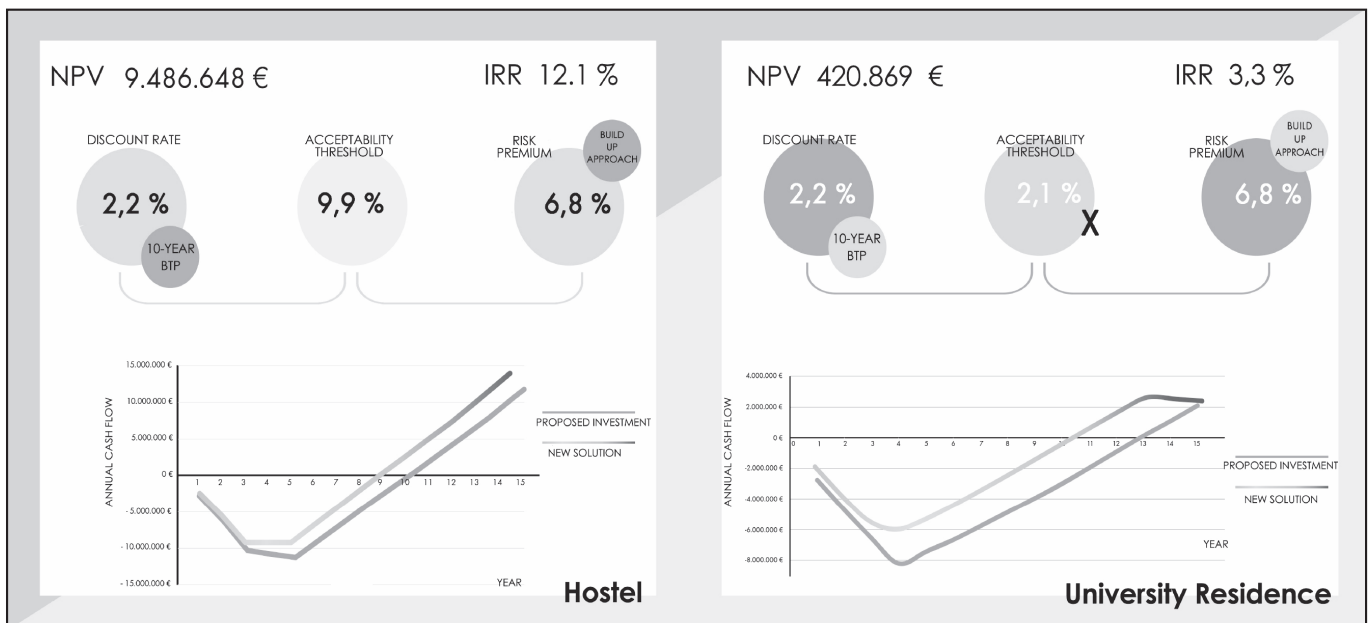 NPV 9.486.648 €
IRR 12.1 %
DISCOUNT RATE
2,2 %
10-YEAR
BTP
ACCEPTABILITY
THRESHOLD
9,9 %
RISK
PREMIUM
BUILD
UP
APPROACH
6,8 %
ANNUAL CASH FLOW
15.000.000 €
10.000.000 €
5.000.000 €
0 €
- 5.000.000 €
- 10.000.000 €
- 15.000.000 €
1 2 3 4 5 6 7 8 9 10 11 12 13 14 15
PROPOSED INVESTMENT
NEW SOLUTION
YEAR
Hostel
NPV 420.869 €
IRR 3,3 %
DISCOUNT RATE
2,2 %
10-YEAR
BTP
ACCEPTABILITY
THRESHOLD
2,1 %
X
RISK
PREMIUM
BUILD
UP
APPROACH
6,8 %
ANNUAL CASH FLOW
4.000.000 €
2.000.000 €
0 €
-2.000.000 €
-4.000.000 €
-6.000.000 €
-8.000.000 €
0 1 2 3 4 5 6 7 8 9 10 11 12 13 14 15
PROPOSED INVESTMENT
NEW SOLUTION
YEAR
University Residence